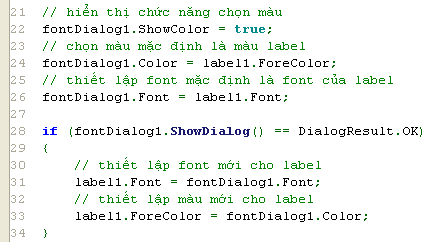 21 // hiển thị chức năng chọn màu
22 fontDialog1.ShowColor = true;
23 // chọn màu mặc định là màu label
24 fontDialog1.Color = label1.ForeColor;
25 // thiết lập font mặc định là font của label
26 fontDialog1.Font = label1.Font;
27
28 if (fontDialog1.ShowDialog() == DialogResult.OK)
29 {
30 // thiết lập font mới cho label
31 label1.Font = fontDialog1.Font;
32 // thiết lập màu mới cho label
33 label1.ForeColor = fontDialog1.Color;
34 }